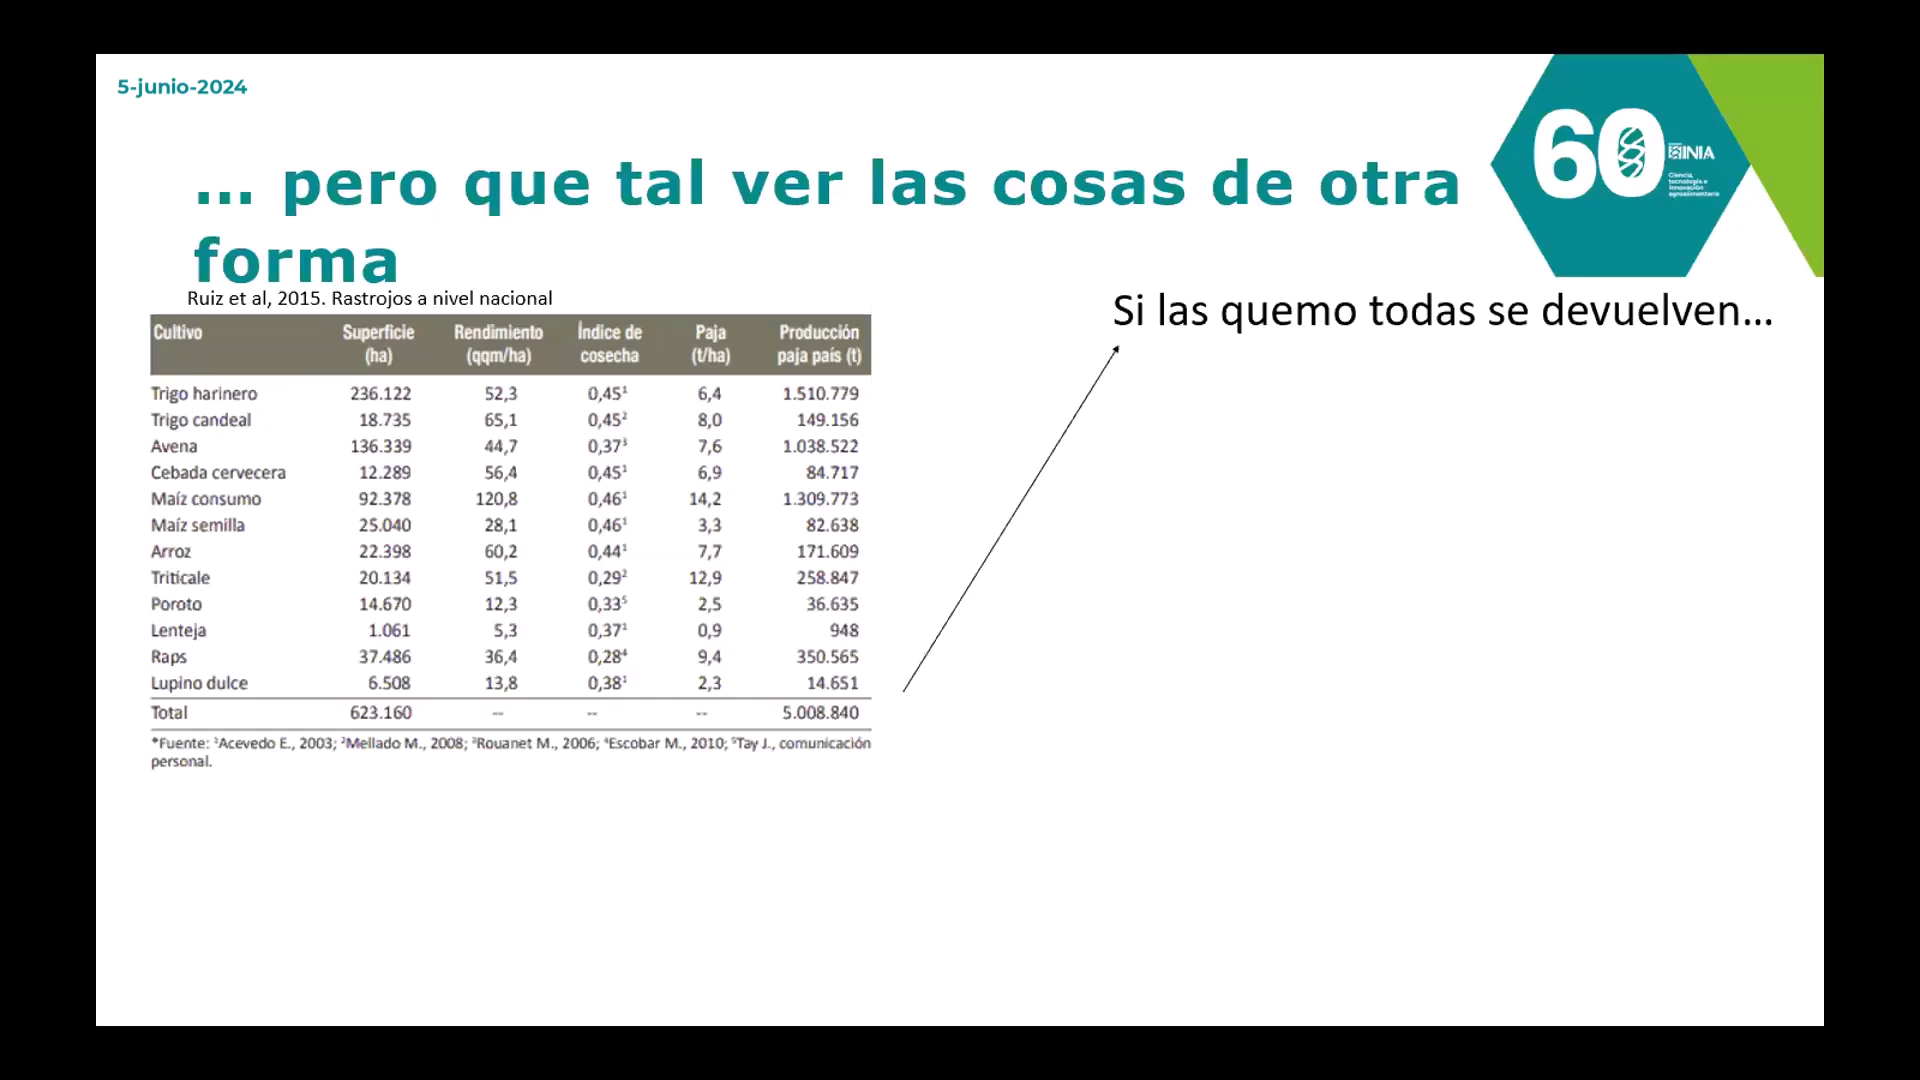 5-junio-2024
60
INIA
Ciencia,
tecnología e
innovación
agroalimentaria
... pero que tal ver las cosas de otra
forma
Ruiz et al, 2015. Rastrojos a nivel nacional
Si las quemo todas se devuelven...
Cultivo Superficie Rendimiento Índice de Paja Producción
(ha) (qqm/ha) cosecha (t/ha) paja país (t)
Trigo harinero 236.122 52,3 0,45¹ 6,4 1.510.779
Trigo candeal 18.735 65,1 0,45² 8,0 149.156
Avena 136.339 44,7 0,37³ 7,6 1.038.522
Cebada cervecera 12.289 56,4 0,45¹ 6,9 84.717
Maíz consumo 92.378 120,8 0,46¹ 14,2 1.309.773
Maíz semilla 25.040 28,1 0,46¹ 3,3 82.638
Arroz 22.398 60,2 0,44¹ 7,7 171.609
Triticale 20.134 51,5 0,29² 12,9 258.847
Poroto 14.670 12,3 0,33⁵ 2,5 36.635
Lenteja 1.061 5,3 0,37¹ 0,9 948
Raps 37.486 36,4 0,28⁴ 9,4 350.565
Lupino dulce 6.508 13,8 0,38¹ 2,3 14.651
Total 623.160 -- -- -- 5.008.840
*Fuente: ¹Acevedo E., 2003; ²Mellado M., 2008; ³Rouanet M., 2006; ⁴Escobar M., 2010; ⁵Tay J., comunicación
personal.